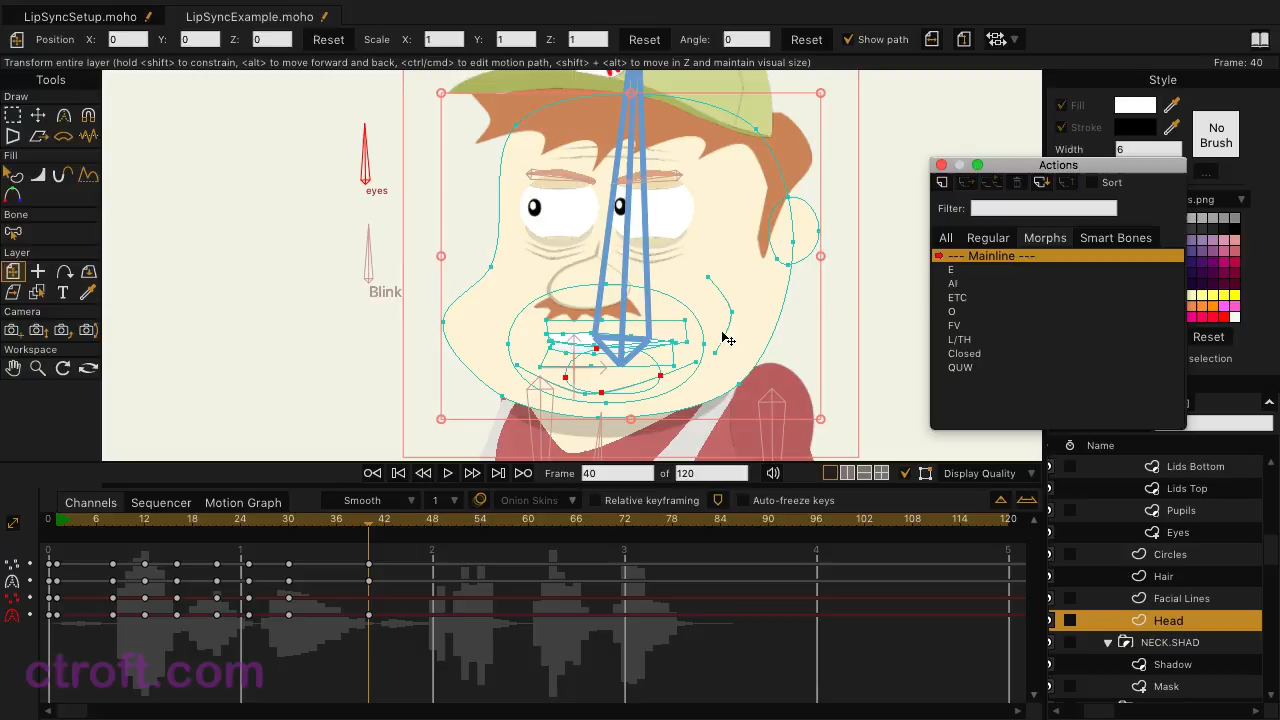 LipSyncSetup.moho LipSyncExample.moho
Position X: 0 Y: 0 Z: 0 Reset Scale X: 1 Y: 1 Z: 1 Reset Angle: 0 Reset Show path
Transform entire layer (hold <shift> to constrain, <alt> to move forward and back, <ctrl/cmd> to edit motion path, <shift> + <alt> to move in Z and maintain visual size) Frame: 40
Tools
Draw
Fill
Bone
Layer
Camera
Workspace
eyes
Blink
Style
Fill
Stroke
No
Brush
Width 6
...
s.png
Reset
selection
Actions
Sort
Filter:
All Regular Morphs Smart Bones
--- Mainline ---
E
AI
ETC
O
FV
L/TH
Closed
QUW
Name
Lids Bottom
Lids Top
Pupils
Eyes
Circles
Hair
Facial Lines
Head
NECK.SHAD
Shadow
Mask
Frame 40 of 120 Display Quality
Channels Sequencer Motion Graph Smooth 1 Onion Skins Relative keyframing Auto-freeze keys
0 6 12 18 24 30 36 42 48 54 60 66 72 78 84 90 96 102 108 114 120
0 1 2 3 4 5
ctroft.com